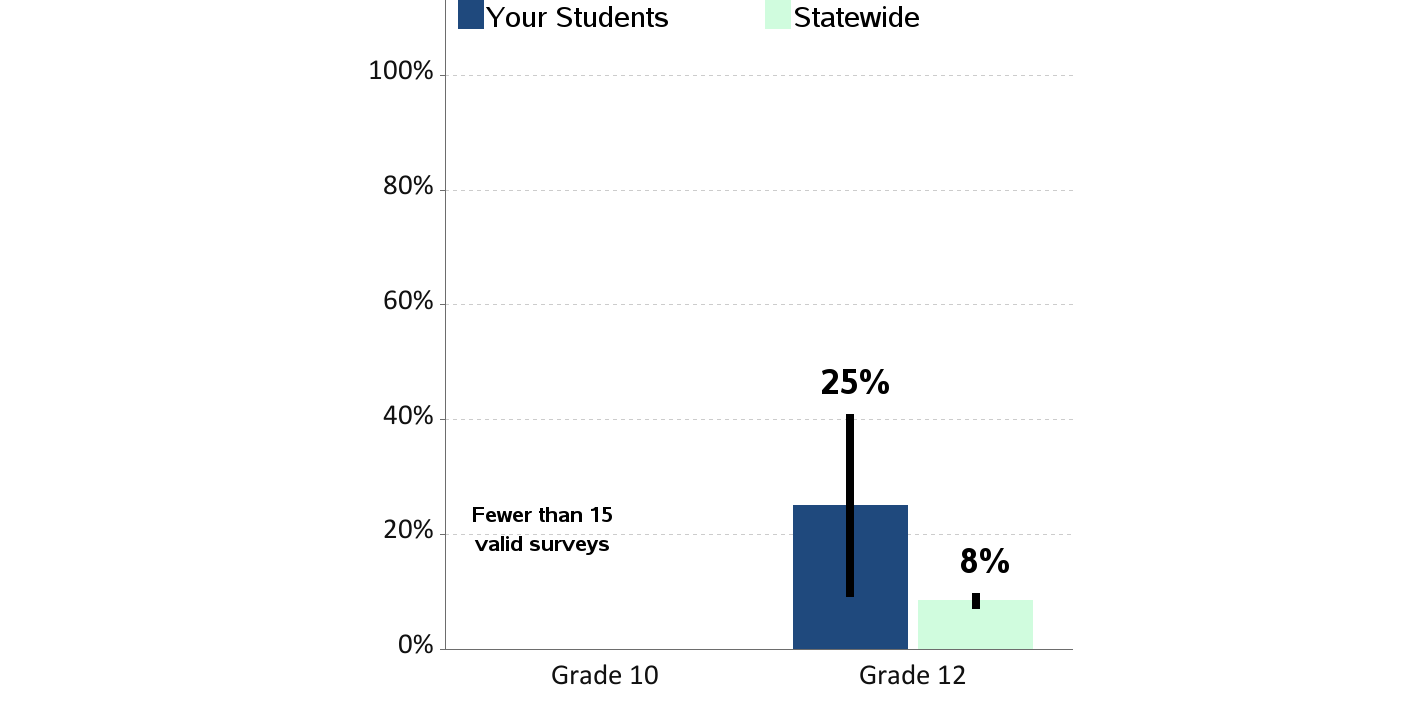 Your Students Statewide
100%
80%
60%
25%
40%
Fewer than 15
20%
valid surveys
8%
0%
Grade 10 Grade 12